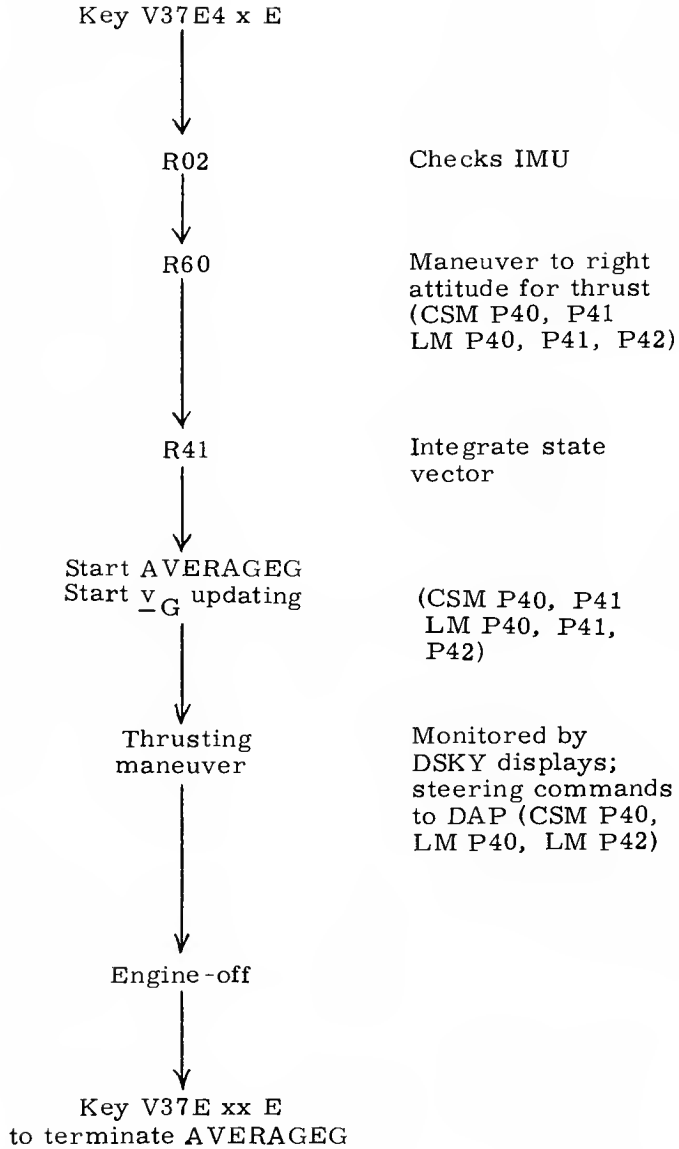 Key V37E4 x E
R02
Checks IMU
R60
Maneuver to right
attitude for thrust
(CSM P40, P41
LM P40, P41, P42)
R41
Integrate state
vector
Start AVERAGEG
Start v_G updating
(CSM P40, P41
LM P40, P41,
P42)
Thrusting
maneuver
Monitored by
DSKY displays;
steering commands
to DAP (CSM P40,
LM P40, LM P42)
Engine-off
Key V37E xx E
to terminate AVERAGEG